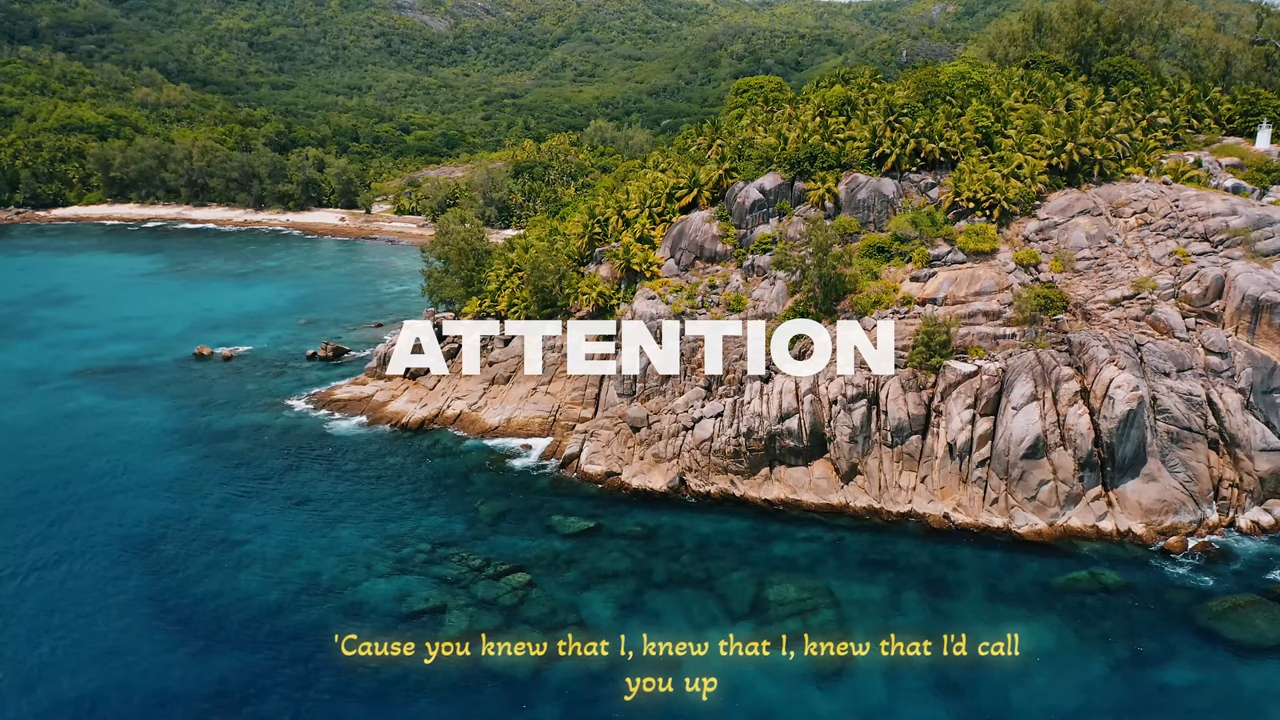 ATTENTION
'Cause you knew that I, knew that I, knew that I'd call
you up